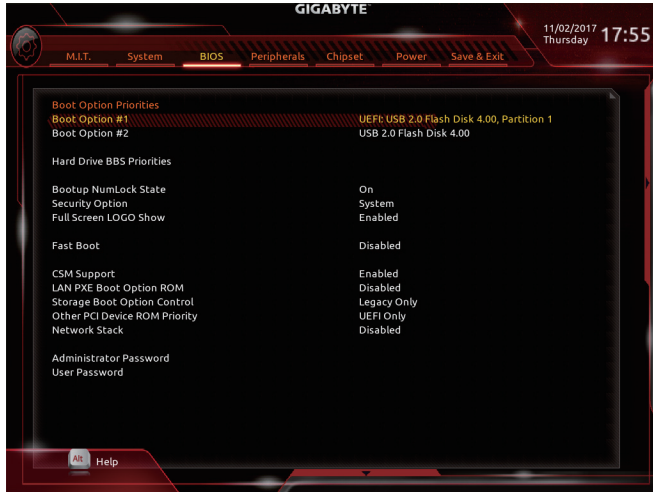 GIGABYTE™
11/02/2017 Thursday 17:55
M.I.T. System BIOS Peripherals Chipset Power Save & Exit
Boot Option Priorities
Boot Option #1 UEFI: USB 2.0 Flash Disk 4.00, Partition 1
Boot Option #2 USB 2.0 Flash Disk 4.00
Hard Drive BBS Priorities
Bootup NumLock State On
Security Option System
Full Screen LOGO Show Enabled
Fast Boot Disabled
CSM Support Enabled
LAN PXE Boot Option ROM Disabled
Storage Boot Option Control Legacy Only
Other PCI Device ROM Priority UEFI Only
Network Stack Disabled
Administrator Password
User Password
Alt Help